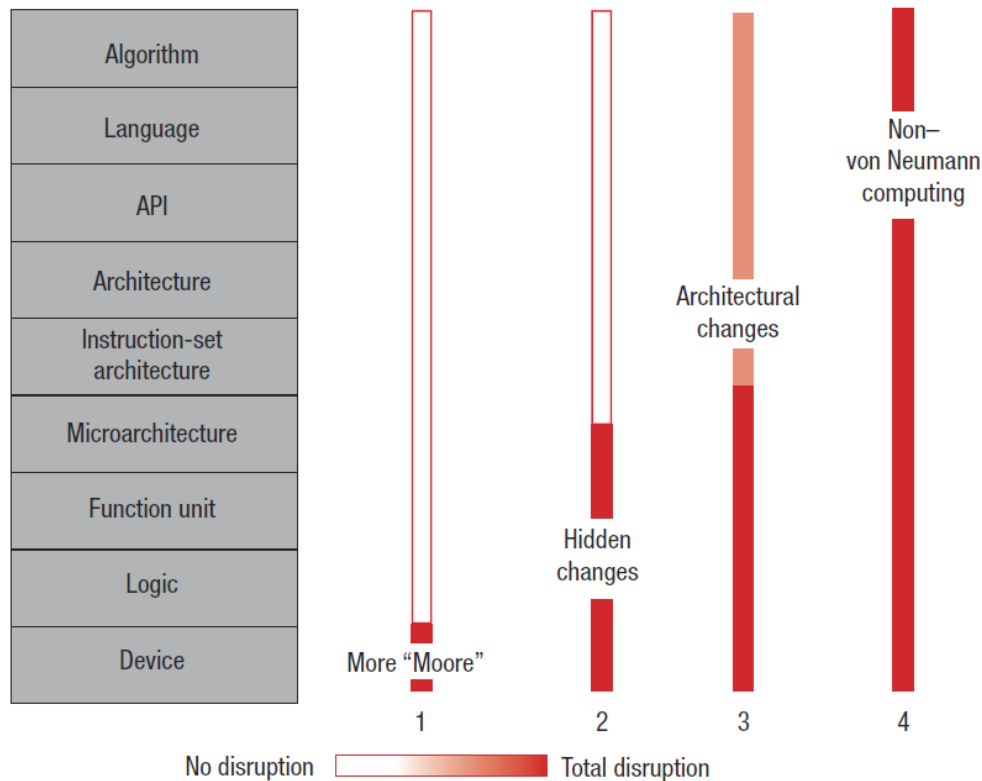 Algorithm
Language
API
Architecture
Instruction-set
architecture
Microarchitecture
Function unit
Logic
Device
More “Moore”
1
Hidden
changes
2
Architectural
changes
3
Non–
von Neumann
computing
4
No disruption
Total disruption